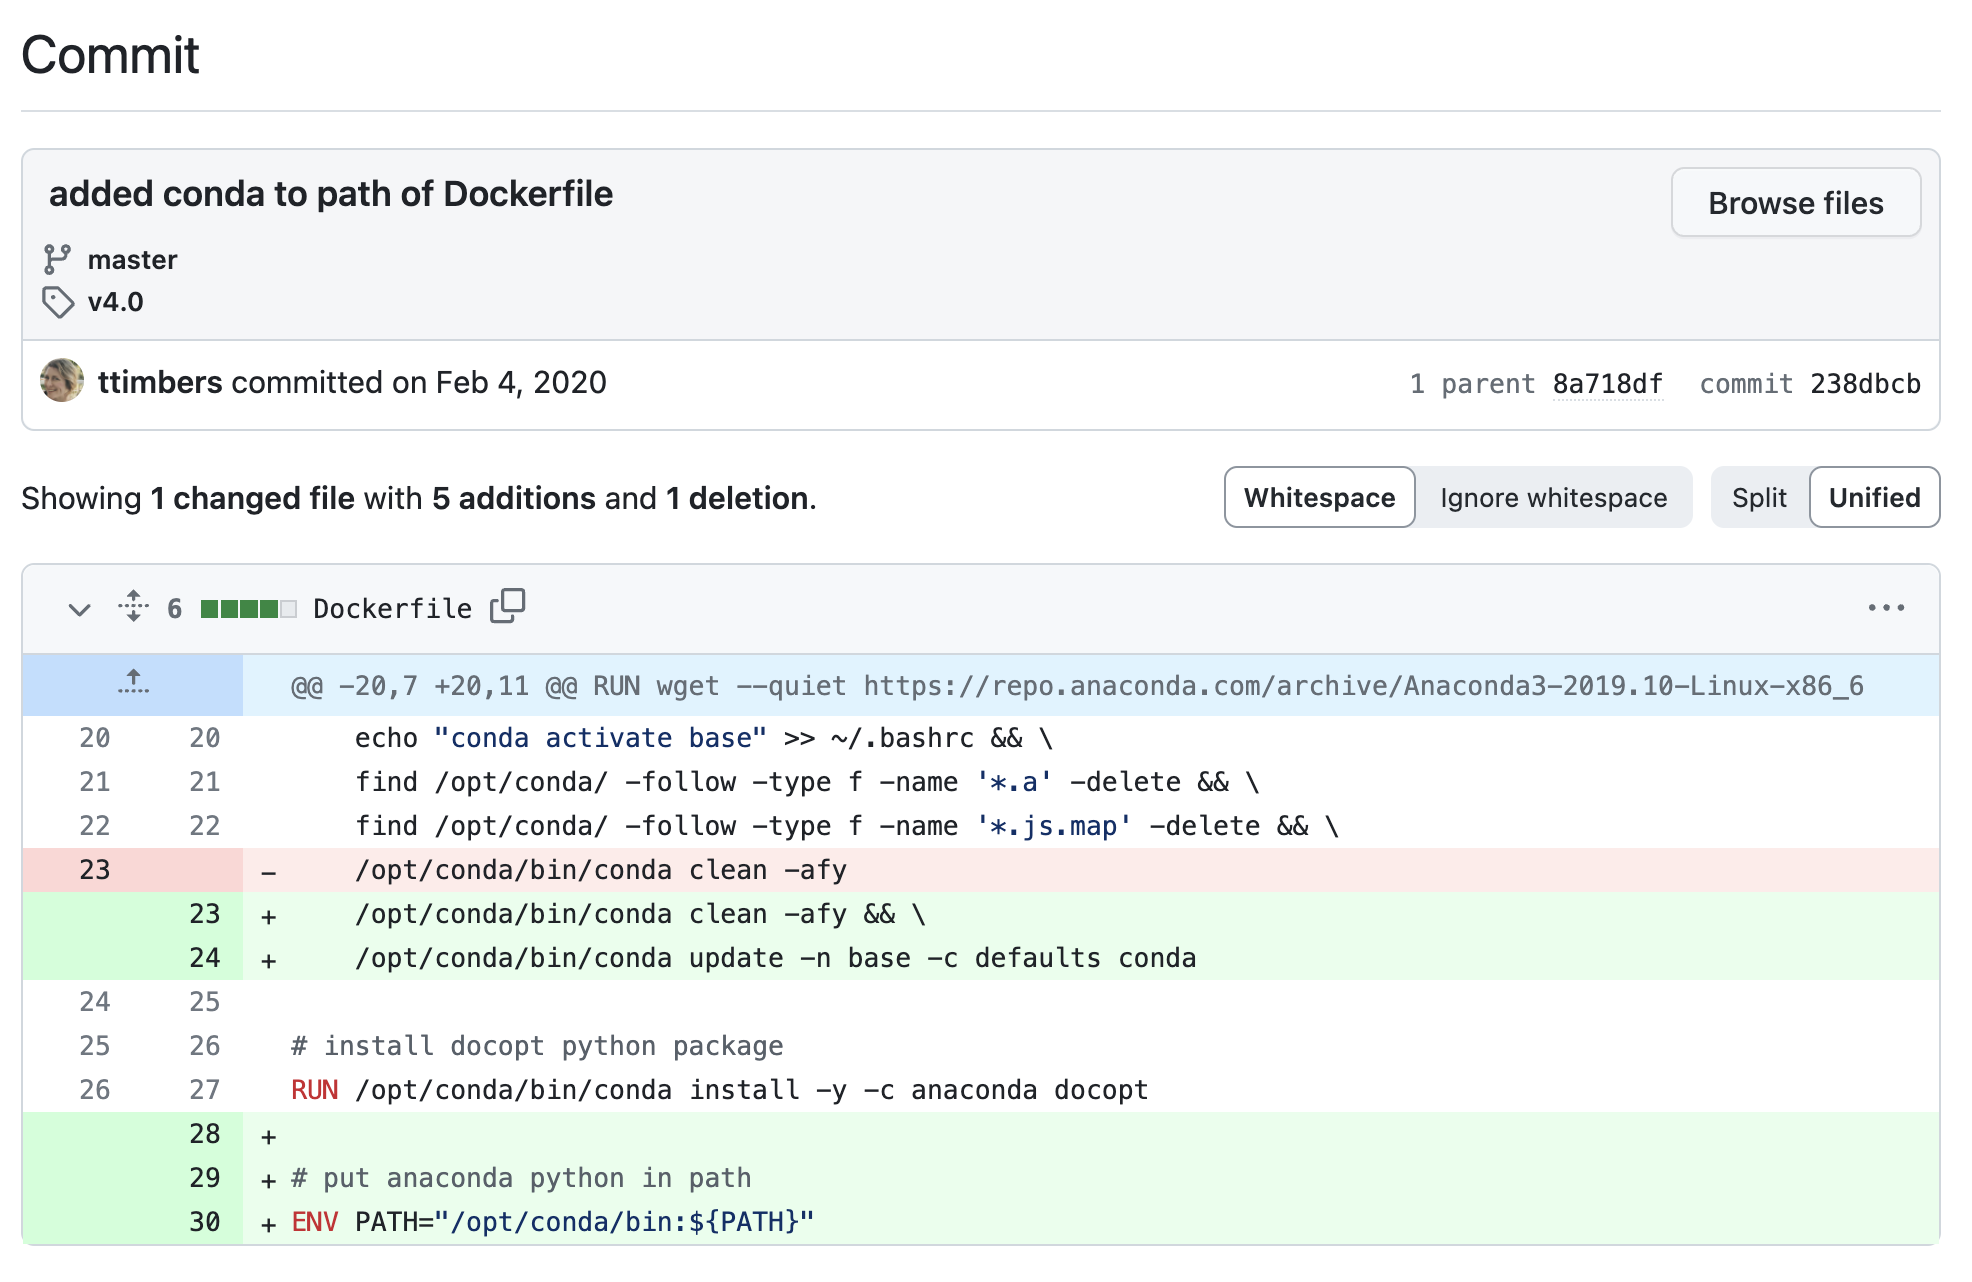 Commit
added conda to path of Dockerfile
Browse files
master
v4.0
ttimbers committed on Feb 4, 2020
1 parent 8a718df commit 238dbcb
Showing 1 changed file with 5 additions and 1 deletion.
Whitespace Ignore whitespace Split Unified
6 Dockerfile
@@ -20,7 +20,11 @@ RUN wget --quiet https://repo.anaconda.com/archive/Anaconda3-2019.10-Linux-x86_6
20 20 echo "conda activate base" >> ~/.bashrc && \
21 21 find /opt/conda/ -follow -type f -name '*.a' -delete && \
22 22 find /opt/conda/ -follow -type f -name '*.js.map' -delete && \
23 - /opt/conda/bin/conda clean -afy
23 + /opt/conda/bin/conda clean -afy && \
24 + /opt/conda/bin/conda update -n base -c defaults conda
24 25
25 26 # install docopt python package
26 27 RUN /opt/conda/bin/conda install -y -c anaconda docopt
28 +
29 + # put anaconda python in path
30 + ENV PATH="/opt/conda/bin:${PATH}"